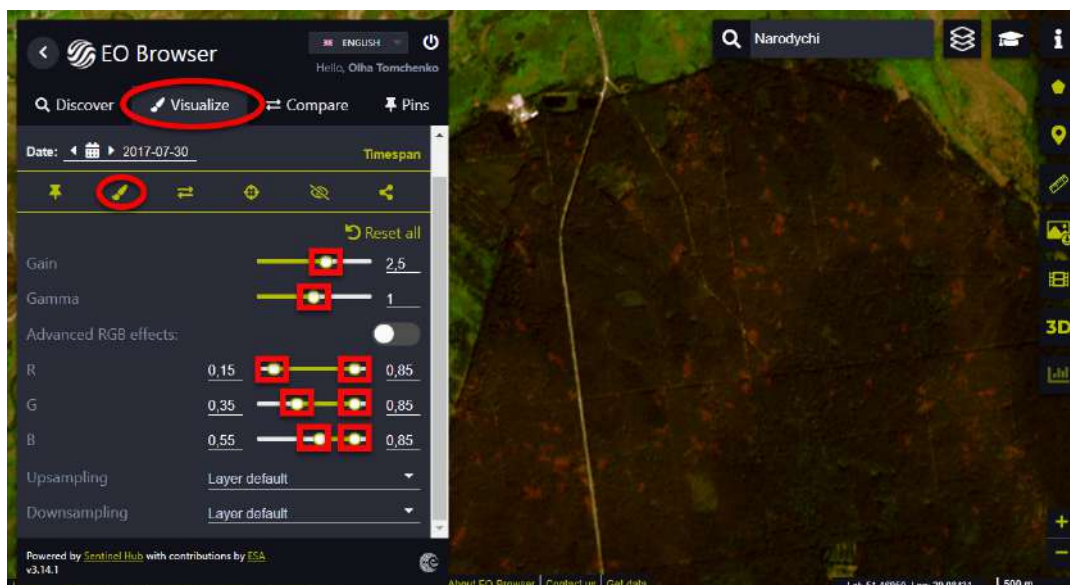 EO Browser
ENGLISH
Hello, Olha Tomchenko
Discover
Visualize
Compare
Pins
Date: 2017-07-30
Timespan
Reset all
Gain 2,5
Gamma 1
Advanced RGB effects:
R 0,15 0,85
G 0,35 0,85
B 0,55 0,85
Upsampling Layer default
Downsampling Layer default
Powered by Sentinel Hub with contributions by ESA
v3.14.1
Narodychi
3D
About EO Browser | Contact us | Get data
500 m